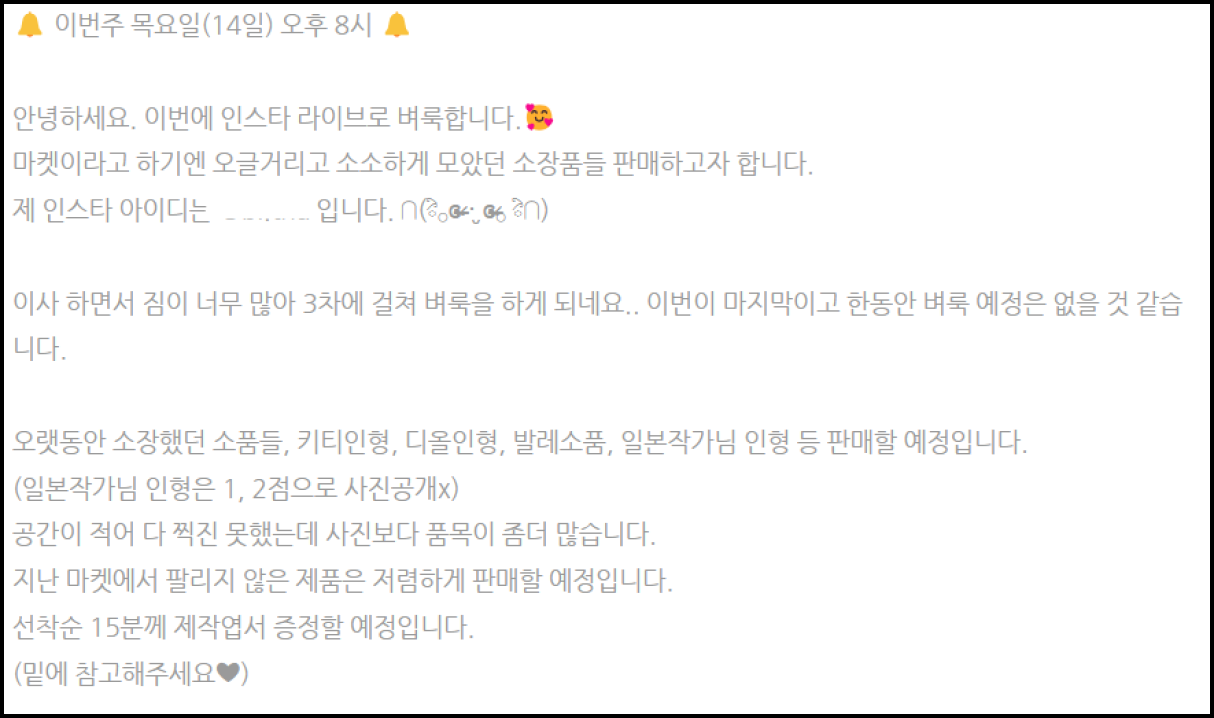 🔔 이번주 목요일(14일) 오후 8시 🔔
안녕하세요. 이번에 인스타 라이브로 벼룩합니다.🥰
마켓이라고 하기엔 오글거리고 소소하게 모았던 소장품들 판매하고자 합니다.
제 인스타 아이디는 입니다.
이사 하면서 짐이 너무 많아 3차에 걸쳐 벼룩을 하게 되네요.. 이번이 마지막이고 한동안 벼룩 예정은 없을 것 같습
니다.
오랫동안 소장했던 소품들, 키티인형, 디올인형, 발레소품, 일본작가님 인형 등 판매할 예정입니다.
(일본작가님 인형은 1, 2점으로 사진공개x)
공간이 적어 다 찍진 못했는데 사진보다 품목이 좀더 많습니다.
지난 마켓에서 팔리지 않은 제품은 저렴하게 판매할 예정입니다.
선착순 15분께 제작엽서 증정할 예정입니다.
(밑에 참고해주세요♥)